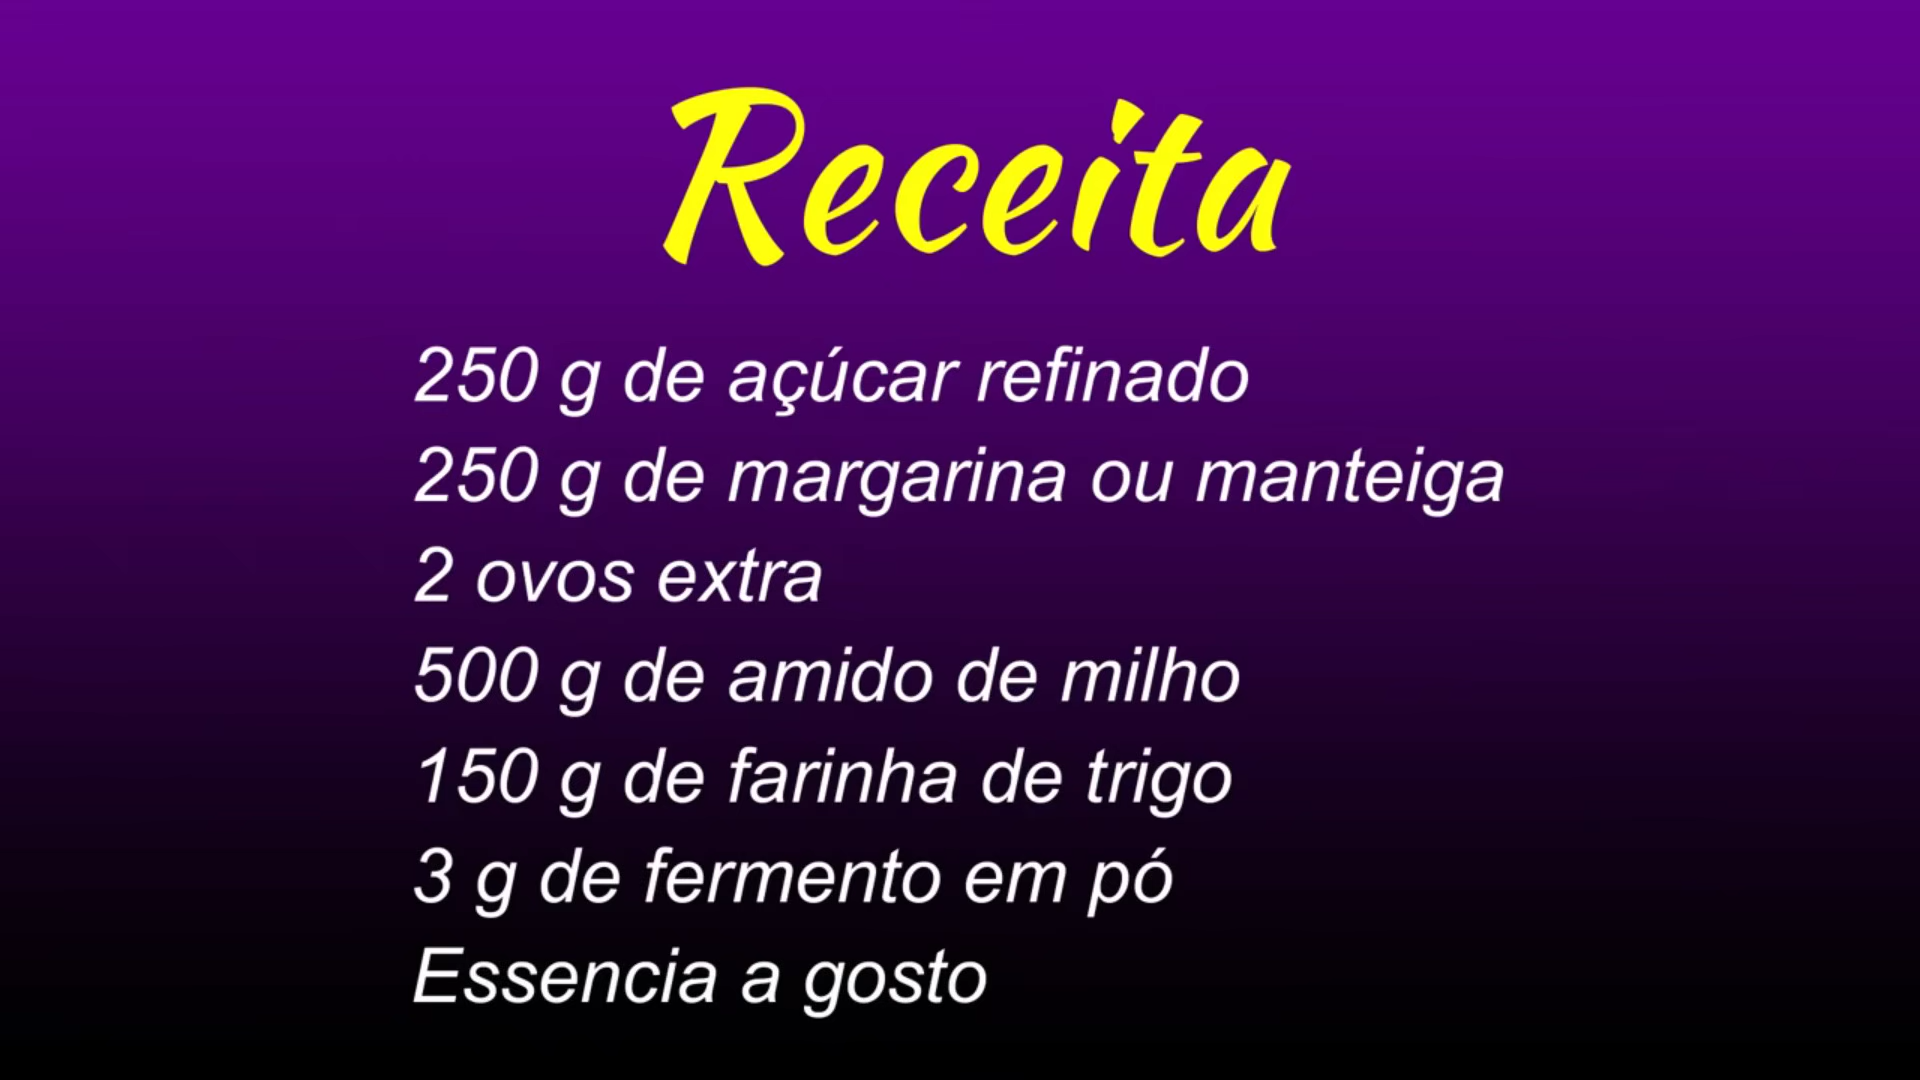 Receita
250 g de açúcar refinado
250 g de margarina ou manteiga
2 ovos extra
500 g de amido de milho
150 g de farinha de trigo
3 g de fermento em pó
Essencia a gosto